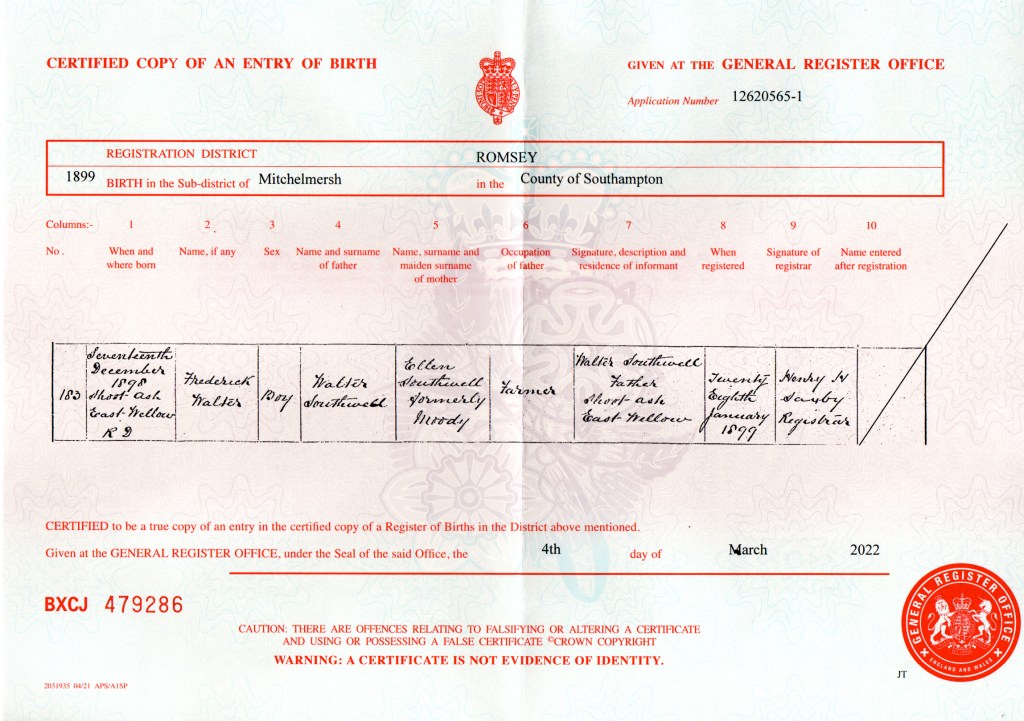 CERTIFIED COPY OF AN ENTRY OF BIRTH
GIVEN AT THE GENERAL REGISTER OFFICE
Application Number 12620565-1
REGISTRATION DISTRICT ROMSEY
1899 BIRTH in the Sub-district of Mitchelmersh in the County of Southampton
Columns:- 1 2 3 4 5 6 7 8 9 10
No. When and Name, if any Sex Name and surname Name, surname and Occupation Signature, description and When Signature of Name entered
where born of father maiden surname of father residence of informant registered registrar after registration
of mother
183
Seventeenth
December
1898
Shoot ash
East Wellow
R D
Frederick
Walter
Boy
Walter
Southwell
Ellen
Southwell
formerly
Moody
Farmer
Walter Southwell
Father
Shoot ash
East Wellow
Twenty
Eighth
January
1899
Henry
Registrar
CERTIFIED to be a true copy of an entry in the certified copy of a Register of Births in the District above mentioned.
Given at the GENERAL REGISTER OFFICE, under the Seal of the said Office, the 4th day of March 2022
BXCJ 479286
CAUTION: THERE ARE OFFENCES RELATING TO FALSIFYING OR ALTERING A CERTIFICATE
AND USING OR POSSESSING A FALSE CERTIFICATE ©CROWN COPYRIGHT
WARNING: A CERTIFICATE IS NOT EVIDENCE OF IDENTITY.
GENERAL REGISTER OFFICE
ENGLAND AND WALES
JT
2031935 04/21 APS/A1SP